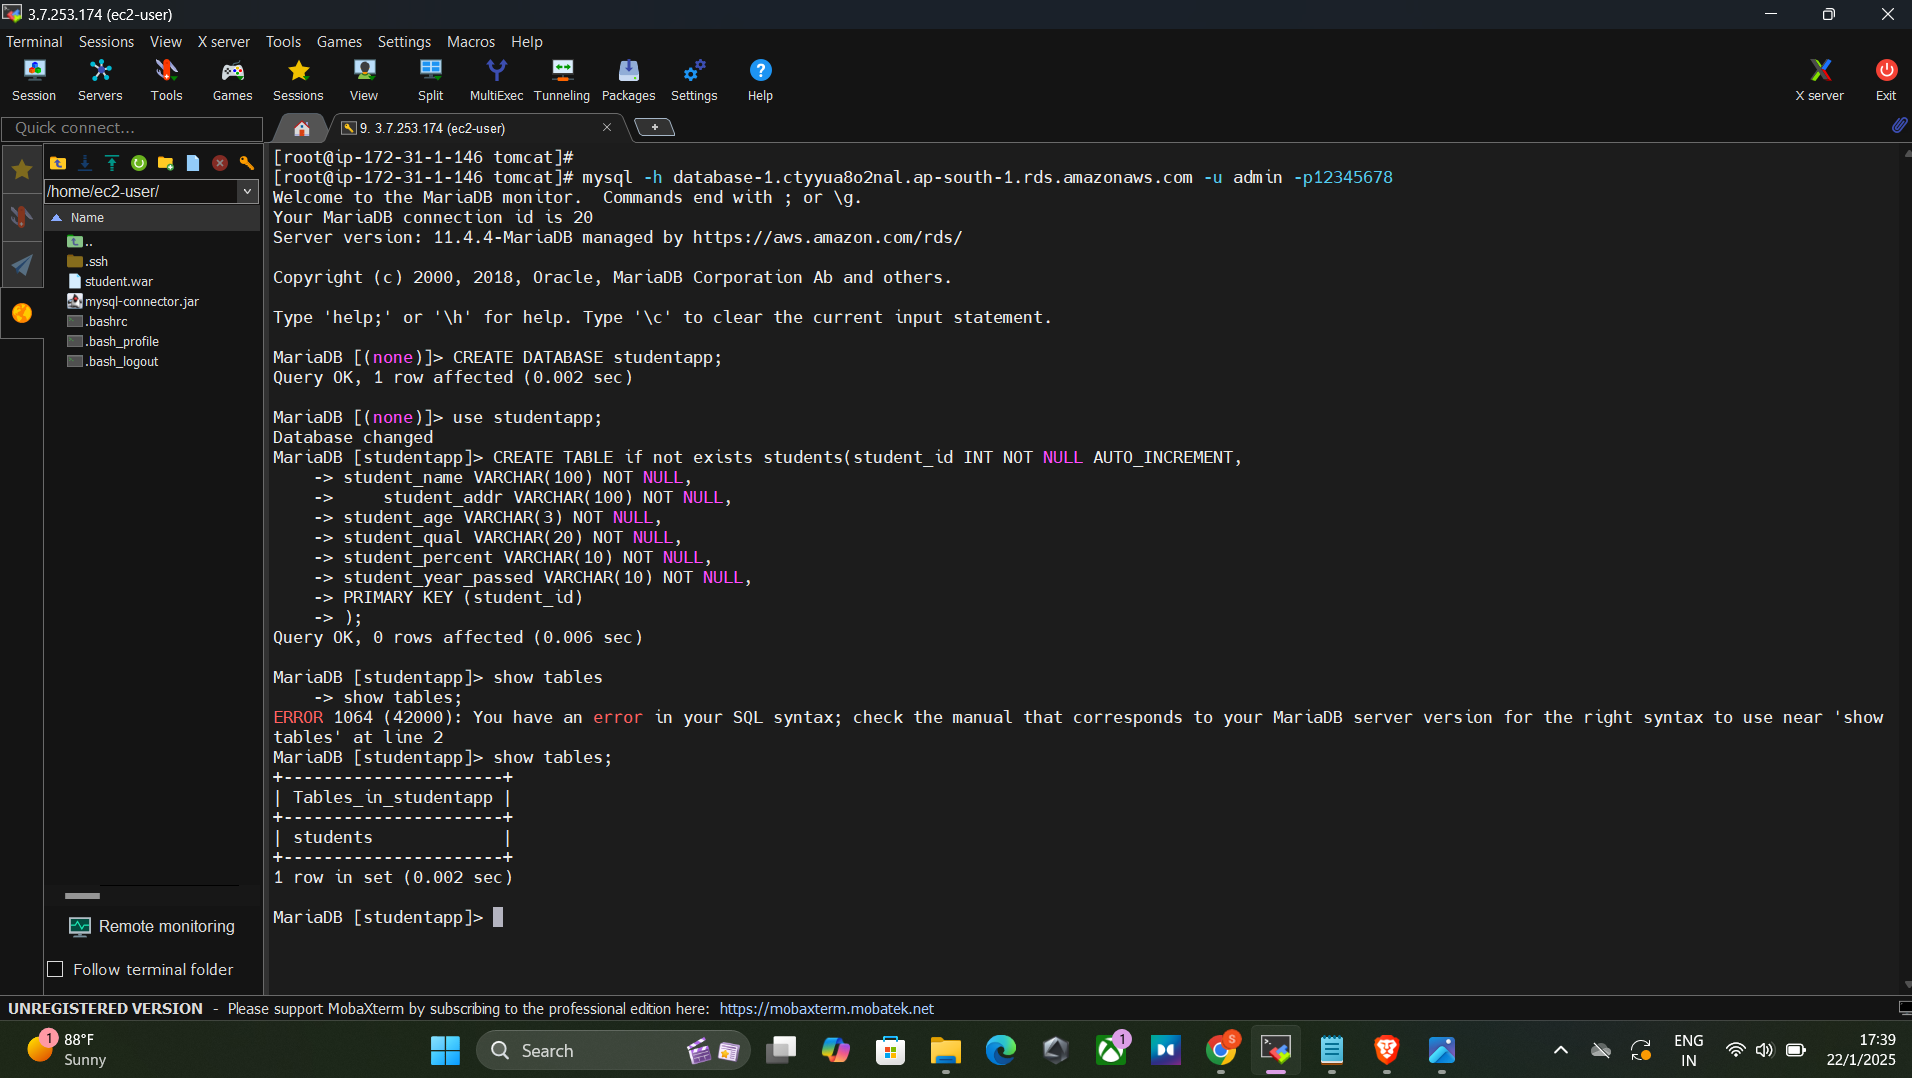 3.7.253.174 (ec2-user)
Terminal Sessions View X server Tools Games Settings Macros Help
Session Servers Tools Games Sessions View Split MultiExec Tunneling Packages Settings Help X server Exit
Quick connect...
9. 3.7.253.174 (ec2-user)
/home/ec2-user/
Name
..
.ssh
student.war
mysql-connector.jar
.bashrc
.bash_profile
.bash_logout
Remote monitoring
Follow terminal folder
[root@ip-172-31-1-146 tomcat]#
[root@ip-172-31-1-146 tomcat]# mysql -h database-1.ctyyua8o2nal.ap-south-1.rds.amazonaws.com -u admin -p12345678
Welcome to the MariaDB monitor.  Commands end with ; or \g.
Your MariaDB connection id is 20
Server version: 11.4.4-MariaDB managed by https://aws.amazon.com/rds/
Copyright (c) 2000, 2018, Oracle, MariaDB Corporation Ab and others.
Type 'help;' or '\h' for help. Type '\c' to clear the current input statement.
MariaDB [(none)]> CREATE DATABASE studentapp;
Query OK, 1 row affected (0.002 sec)
MariaDB [(none)]> use studentapp;
Database changed
MariaDB [studentapp]> CREATE TABLE if not exists students(student_id INT NOT NULL AUTO_INCREMENT,
    -> student_name VARCHAR(100) NOT NULL,
    ->     student_addr VARCHAR(100) NOT NULL,
    -> student_age VARCHAR(3) NOT NULL,
    -> student_qual VARCHAR(20) NOT NULL,
    -> student_percent VARCHAR(10) NOT NULL,
    -> student_year_passed VARCHAR(10) NOT NULL,
    -> PRIMARY KEY (student_id)
    -> );
Query OK, 0 rows affected (0.006 sec)
MariaDB [studentapp]> show tables
    -> show tables;
ERROR 1064 (42000): You have an error in your SQL syntax; check the manual that corresponds to your MariaDB server version for the right syntax to use near 'show
tables' at line 2
MariaDB [studentapp]> show tables;
+----------------------+
| Tables_in_studentapp |
+----------------------+
| students             |
+----------------------+
1 row in set (0.002 sec)
MariaDB [studentapp]>
UNREGISTERED VERSION - Please support MobaXterm by subscribing to the professional edition here: https://mobaxterm.mobatek.net
1
88°F
Sunny
Search
1
S
ENG
IN
17:39
22/1/2025